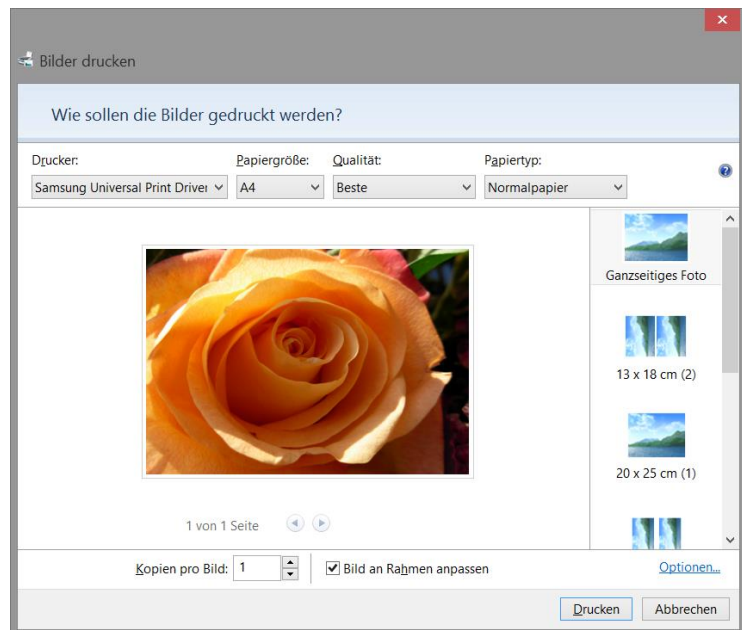 Bilder drucken
Wie sollen die Bilder gedruckt werden?
Drucker: Papiergröße: Qualität: Papiertyp:
Samsung Universal Print Driver A4 Beste Normalpapier
Ganzseitiges Foto
13 x 18 cm (2)
20 x 25 cm (1)
1 von 1 Seite
Kopien pro Bild: 1 Bild an Rahmen anpassen Optionen...
Drucken Abbrechen